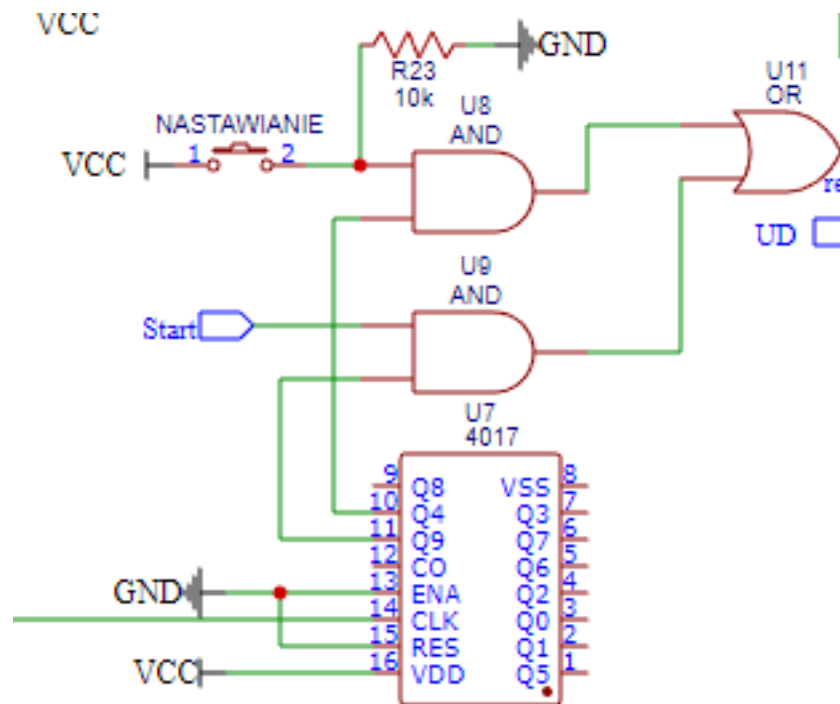 VCC
GND
R23
10k
U11
OR
U8
AND
NASTAWIANIE
VCC
1 2
re
UD
U9
AND
Start
U7
4017
9 Q8 VSS 8
10 Q4 Q3 7
11 Q9 Q7 6
12 CO Q6 5
GND 13 ENA Q2 4
14 CLK Q0 3
15 RES Q1 2
VCC 16 VDD Q5 1